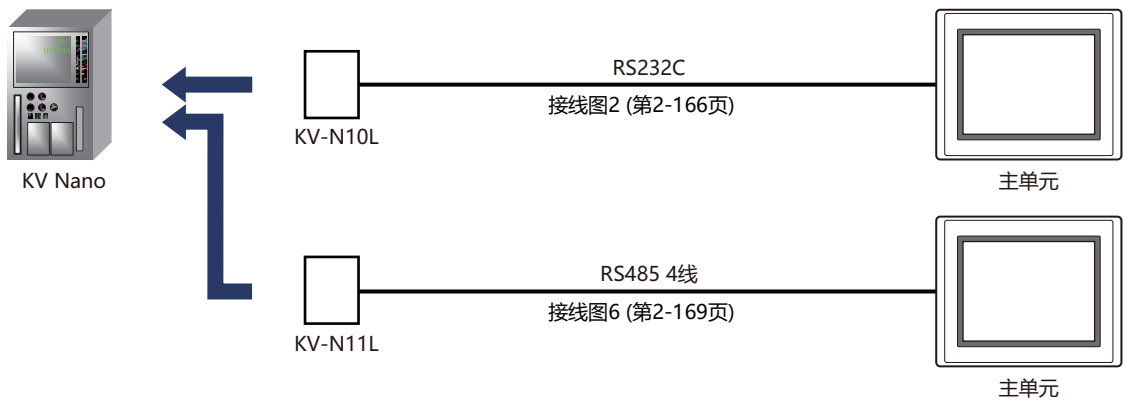 RS232C
接线图2 (第2-166页)
KV-N10L
KV Nano
主单元
RS485 4线
接线图6 (第2-169页)
KV-N11L
主单元